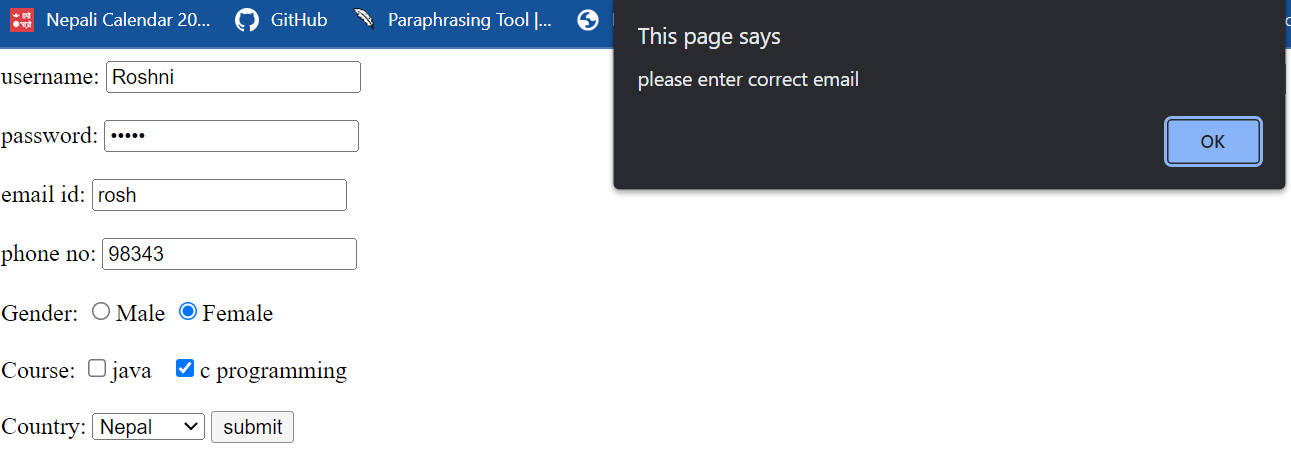 Nepali Calendar 20... GitHub Paraphrasing Tool |...
This page says
please enter correct email
OK
username: Roshni
password: •••••
email id: rosh
phone no: 98343
Gender: Male Female
Course: java c programming
Country: Nepal submit